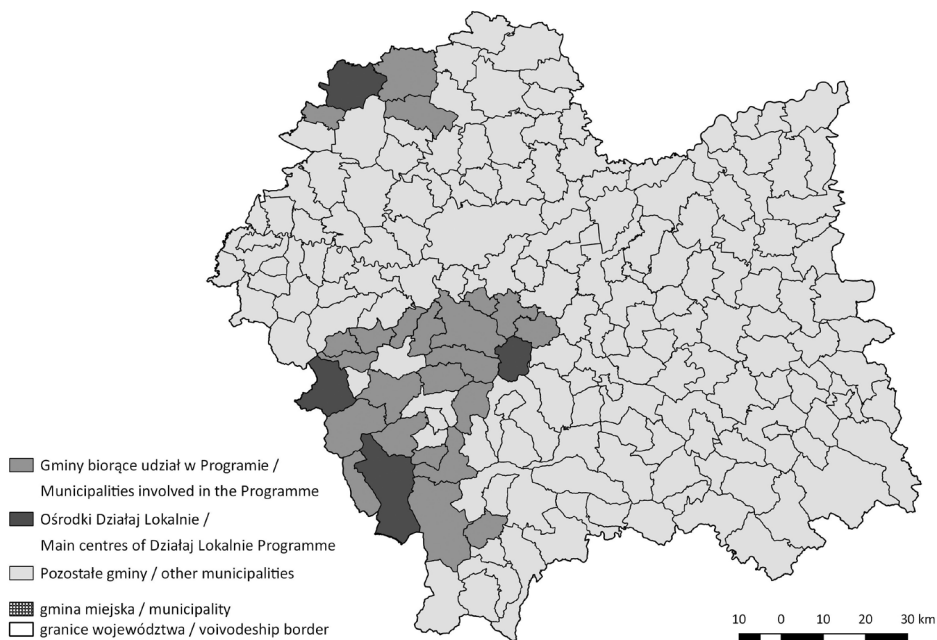 Gminy biorące udział w Programie /
Municipalities involved in the Programme
Ośrodki Działaj Lokalnie /
Main centres of Działaj Lokalnie Programme
Pozostałe gminy / other municipalities
gmina miejska / municipality
granice województwa / voivodeship border
10 0 10 20 30 km